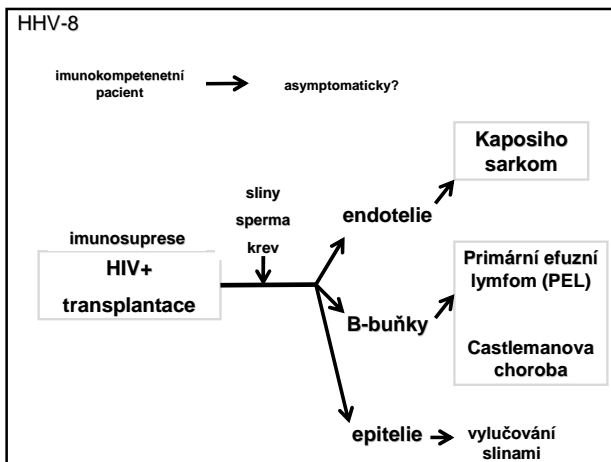 HHV-8
imunokompetenetní
pacient
asymptomaticky?
Kaposiho
sarkom
sliny
sperma
krev
endotelie
imunosuprese
HIV+
transplantace
Primární efuzní
lymfom (PEL)
B-buňky
Castlemanova
choroba
epitelie
vylučování
slinami